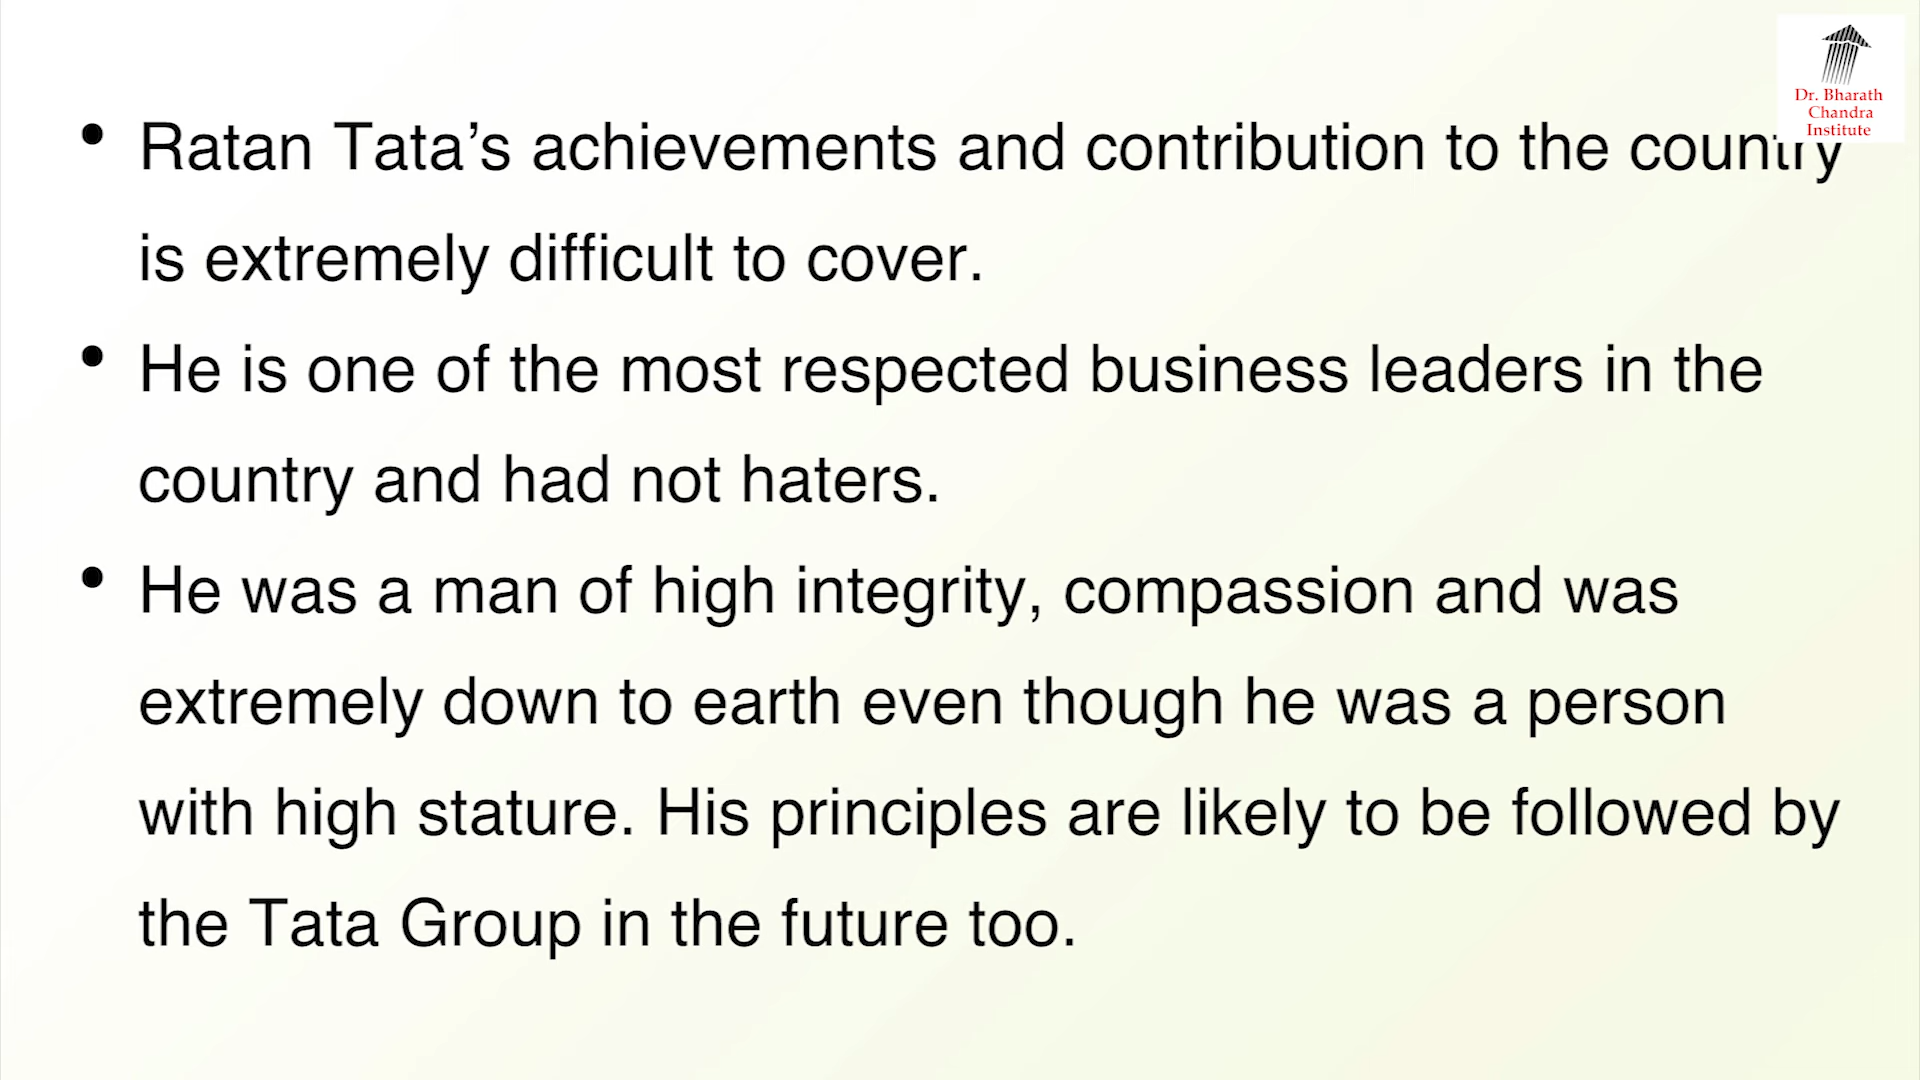 Dr. Bharath
Chandra
Institute
• Ratan Tata’s achievements and contribution to the country
is extremely difficult to cover.
• He is one of the most respected business leaders in the
country and had not haters.
• He was a man of high integrity, compassion and was
extremely down to earth even though he was a person
with high stature. His principles are likely to be followed by
the Tata Group in the future too.